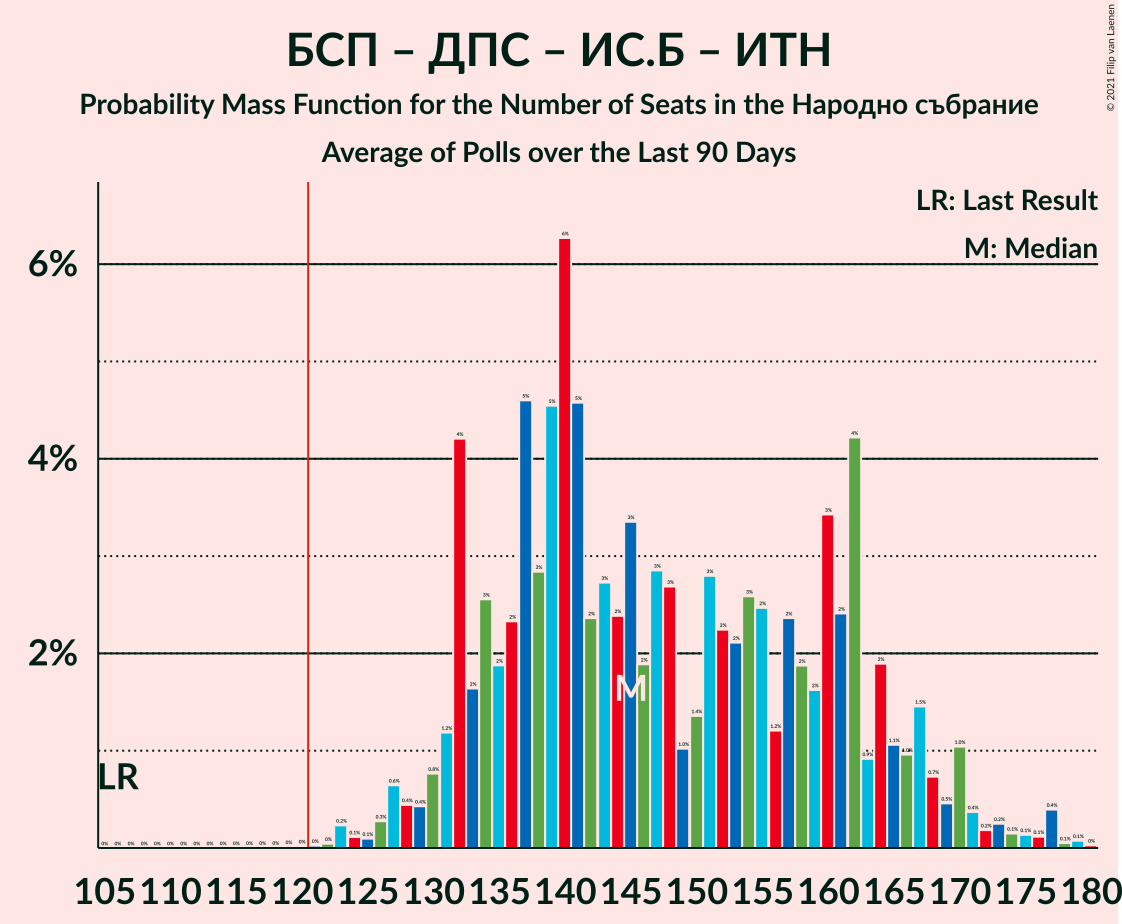 БСП – ДПС – ИС.Б – ИТН
Probability Mass Function for the Number of Seats in the Народно събрание
Average of Polls over the Last 90 Days
© 2021 Filip van Laenen
LR: Last Result
M: Median
6%
4%
2%
LR
M
105 110 115 120 125 130 135 140 145 150 155 160 165 170 175 180